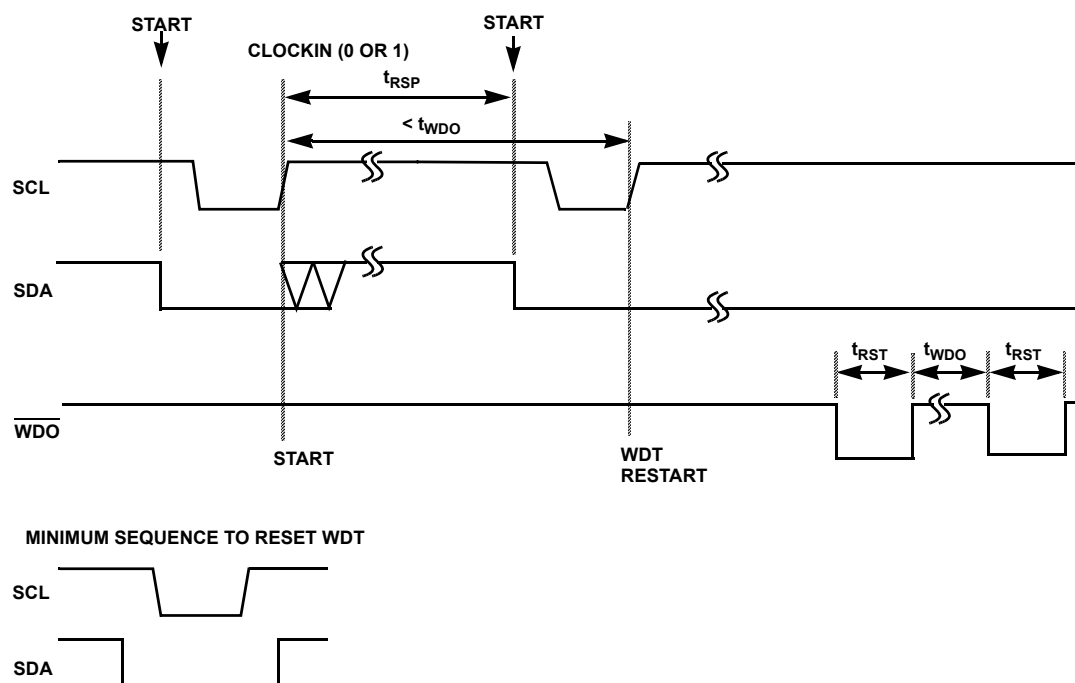 START
START
CLOCKIN (0 OR 1)
tRSP
< tWDO
SCL
SDA
tRST
tWDO
tRST
WDO
START
WDT
RESTART
MINIMUM SEQUENCE TO RESET WDT
SCL
SDA